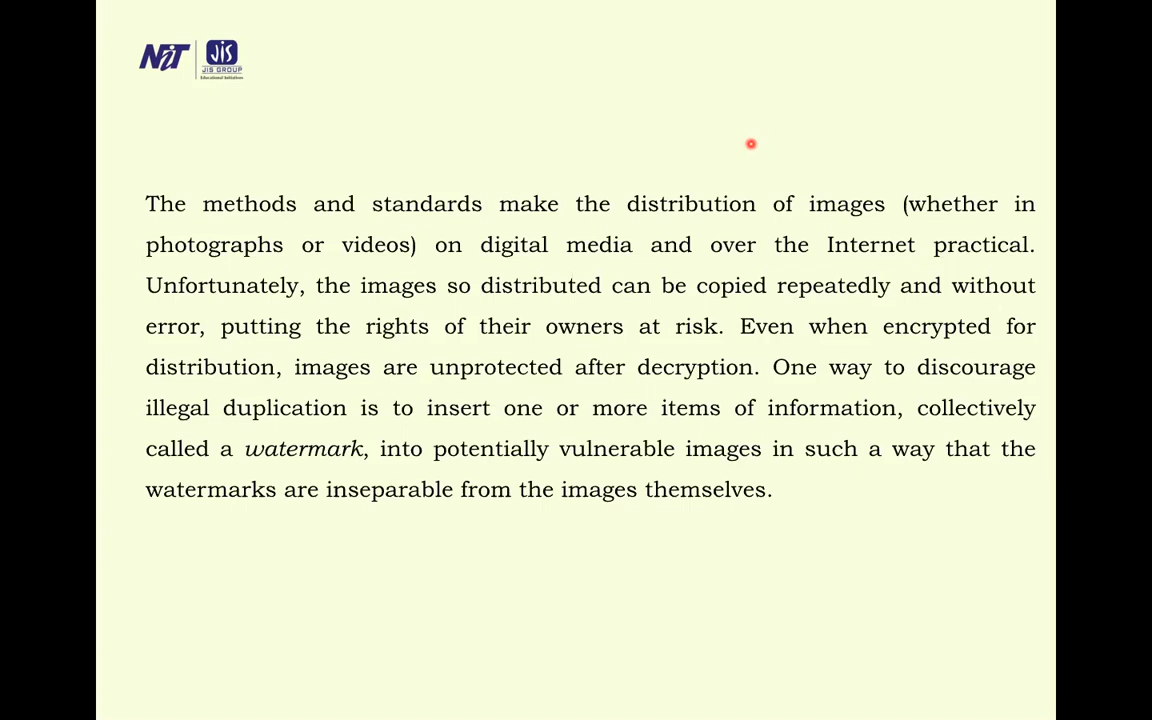 NiT
JIS
JIS GROUP
Educational Initiatives
The methods and standards make the distribution of images (whether in
photographs or videos) on digital media and over the Internet practical.
Unfortunately, the images so distributed can be copied repeatedly and without
error, putting the rights of their owners at risk. Even when encrypted for
distribution, images are unprotected after decryption. One way to discourage
illegal duplication is to insert one or more items of information, collectively
called a watermark, into potentially vulnerable images in such a way that the
watermarks are inseparable from the images themselves.